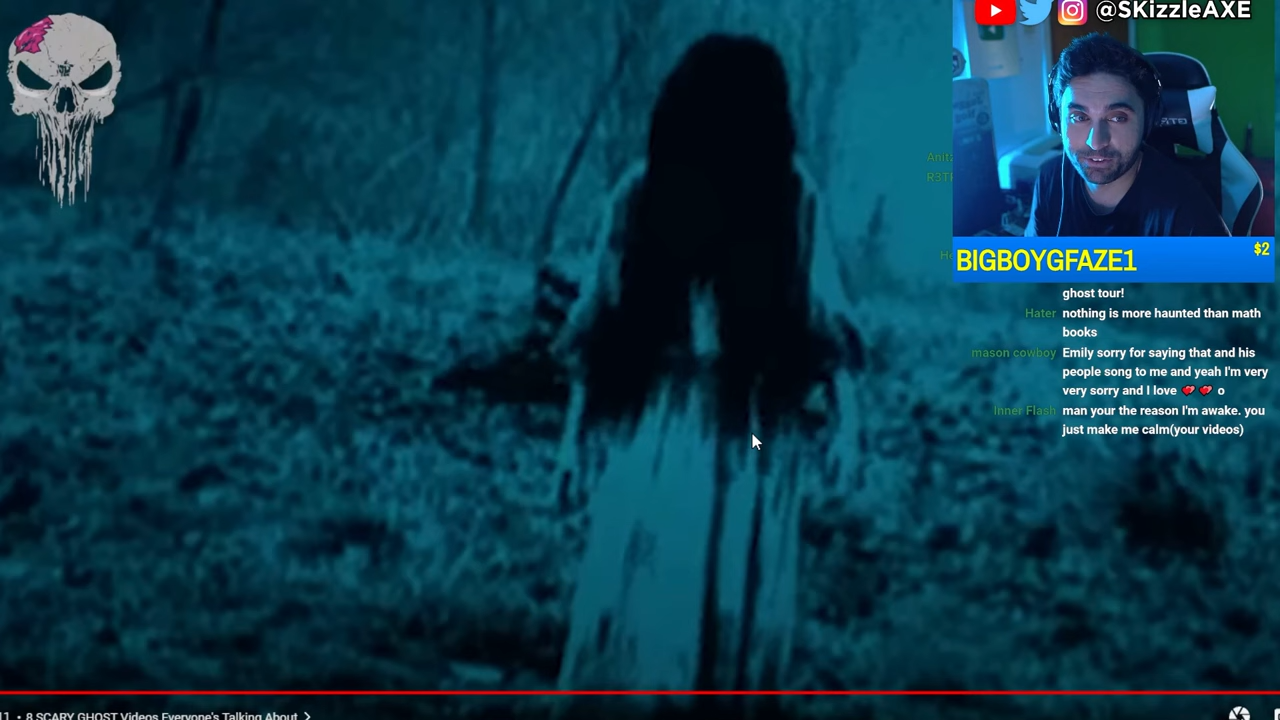 @SKizzleAXE
BIGBOYGFAZE1
$2
ghost tour!
Hater nothing is more haunted than math
books
mason cowboy Emily sorry for saying that and his
people song to me and yeah I'm very
very sorry and I love o
Inner Flash man your the reason I'm awake. you
just make me calm(your videos)
8 SCARY GHOST Videos Everyone's Talking About